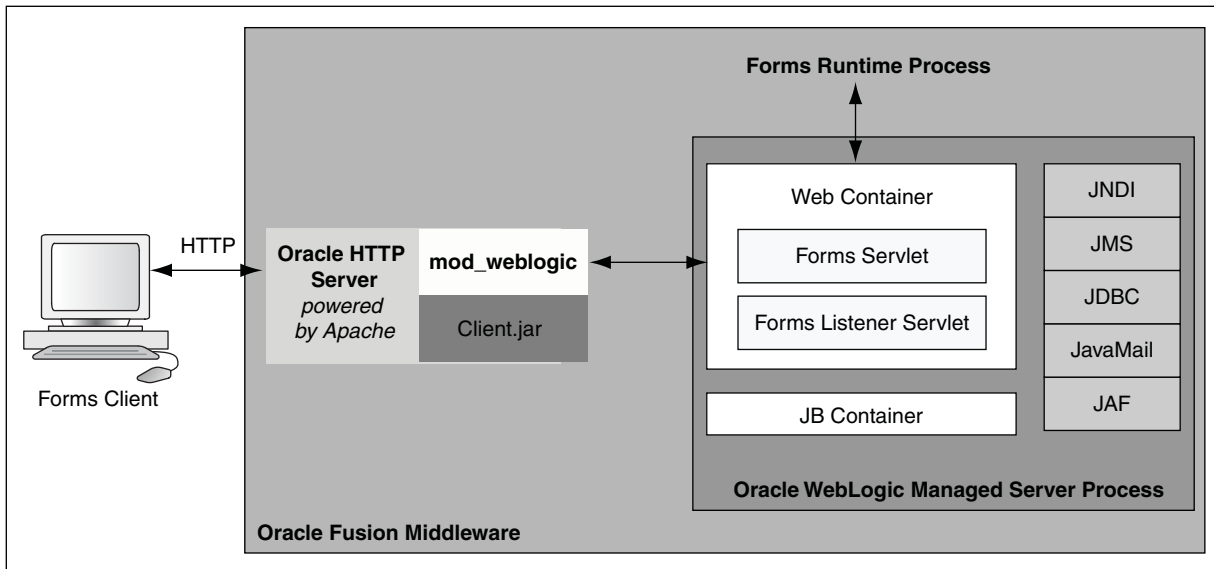 Forms Runtime Process
Web Container
Forms Servlet
Forms Listener Servlet
JB Container
JNDI
JMS
JDBC
JavaMail
JAF
Oracle WebLogic Managed Server Process
HTTP
Oracle HTTP
Server
powered
by Apache
mod_weblogic
Client.jar
Forms Client
Oracle Fusion Middleware